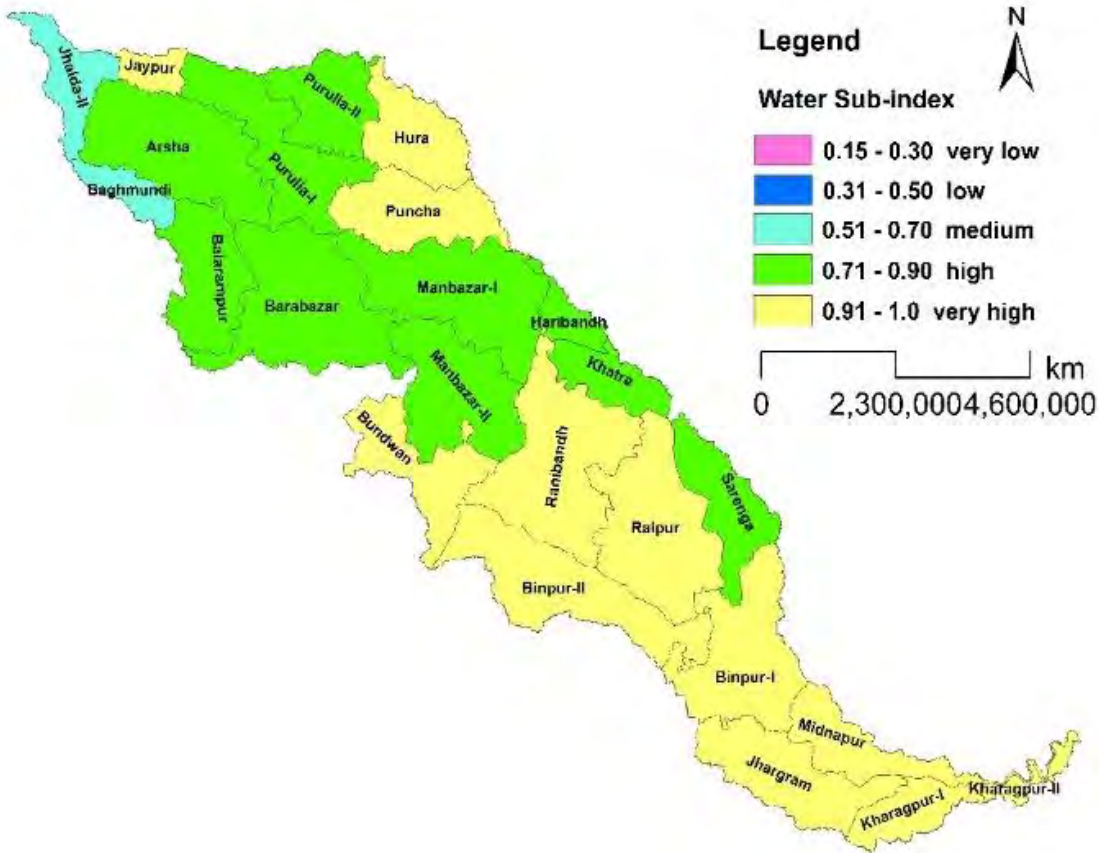 N
Legend
Water Sub-index
0.15 - 0.30 very low
0.31 - 0.50 low
0.51 - 0.70 medium
0.71 - 0.90 high
0.91 - 1.0 very high
km
0 2,300,0004,600,000
Jhalda-II
Jaypur
Purulia-II
Hura
Arsha
Purulia-I
Baghmundi
Puncha
Balarampur
Barabazar
Manbazar-I
Haribandh
Khatre
Manbazar-II
Bundwan
Ranibandh
Sarenga
Raipur
Binpur-II
Binpur-I
Midnapur
Jhargram
Kharagpur-I
Kharagpur-II